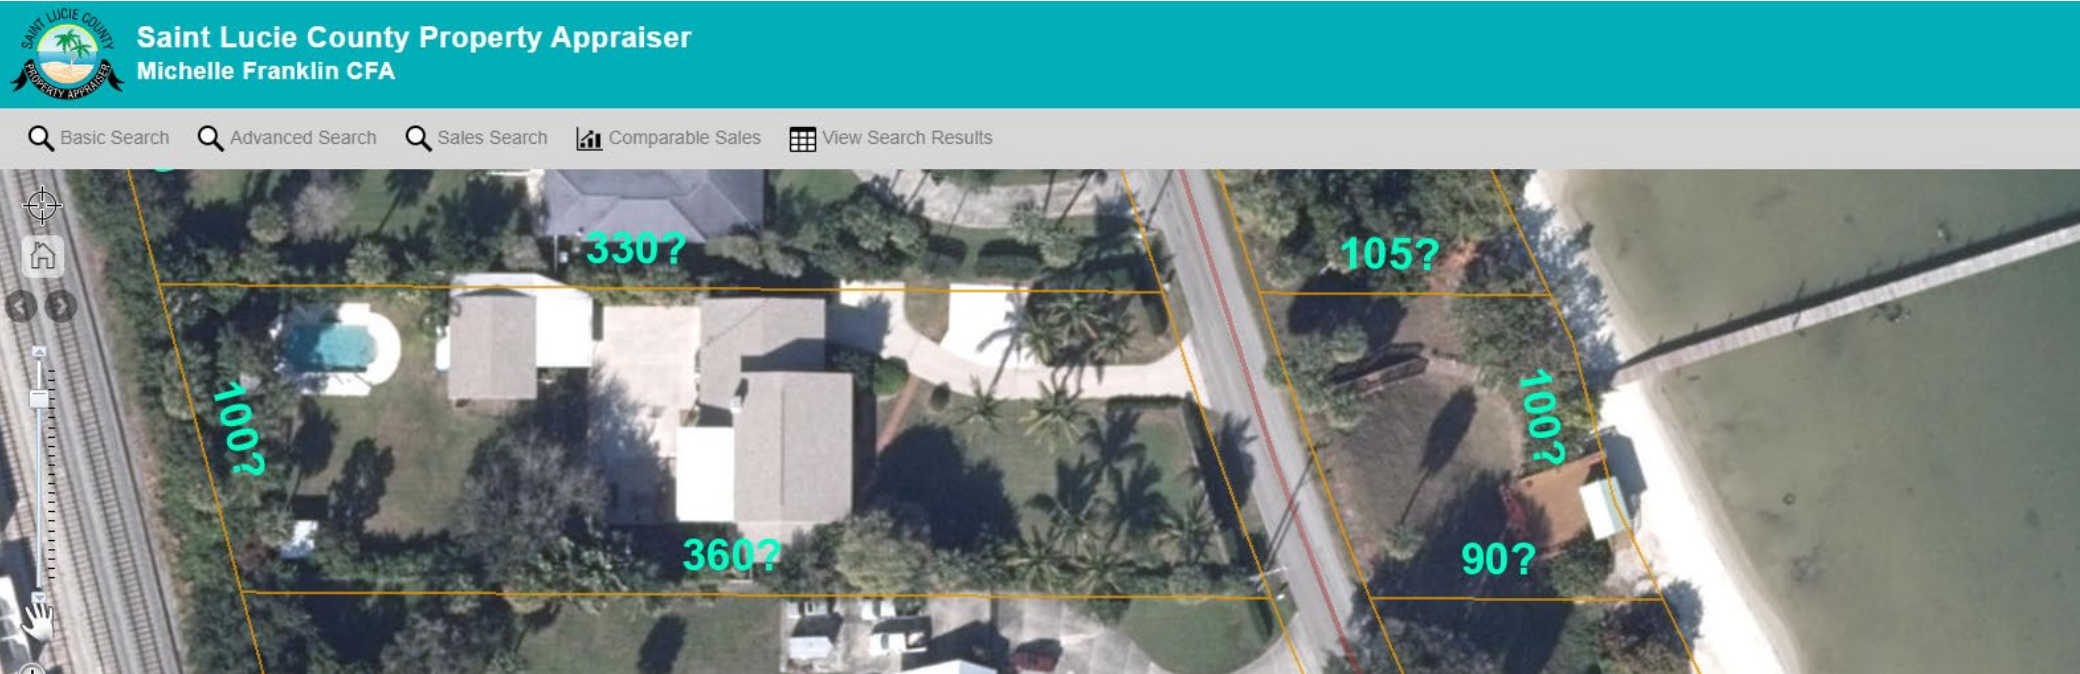 SAINT LUCIE COUNTY
PROPERTY APPRAISER
Saint Lucie County Property Appraiser
Michelle Franklin CFA
Basic Search
Advanced Search
Sales Search
Comparable Sales
View Search Results
330?
105?
100?
100?
360?
90?